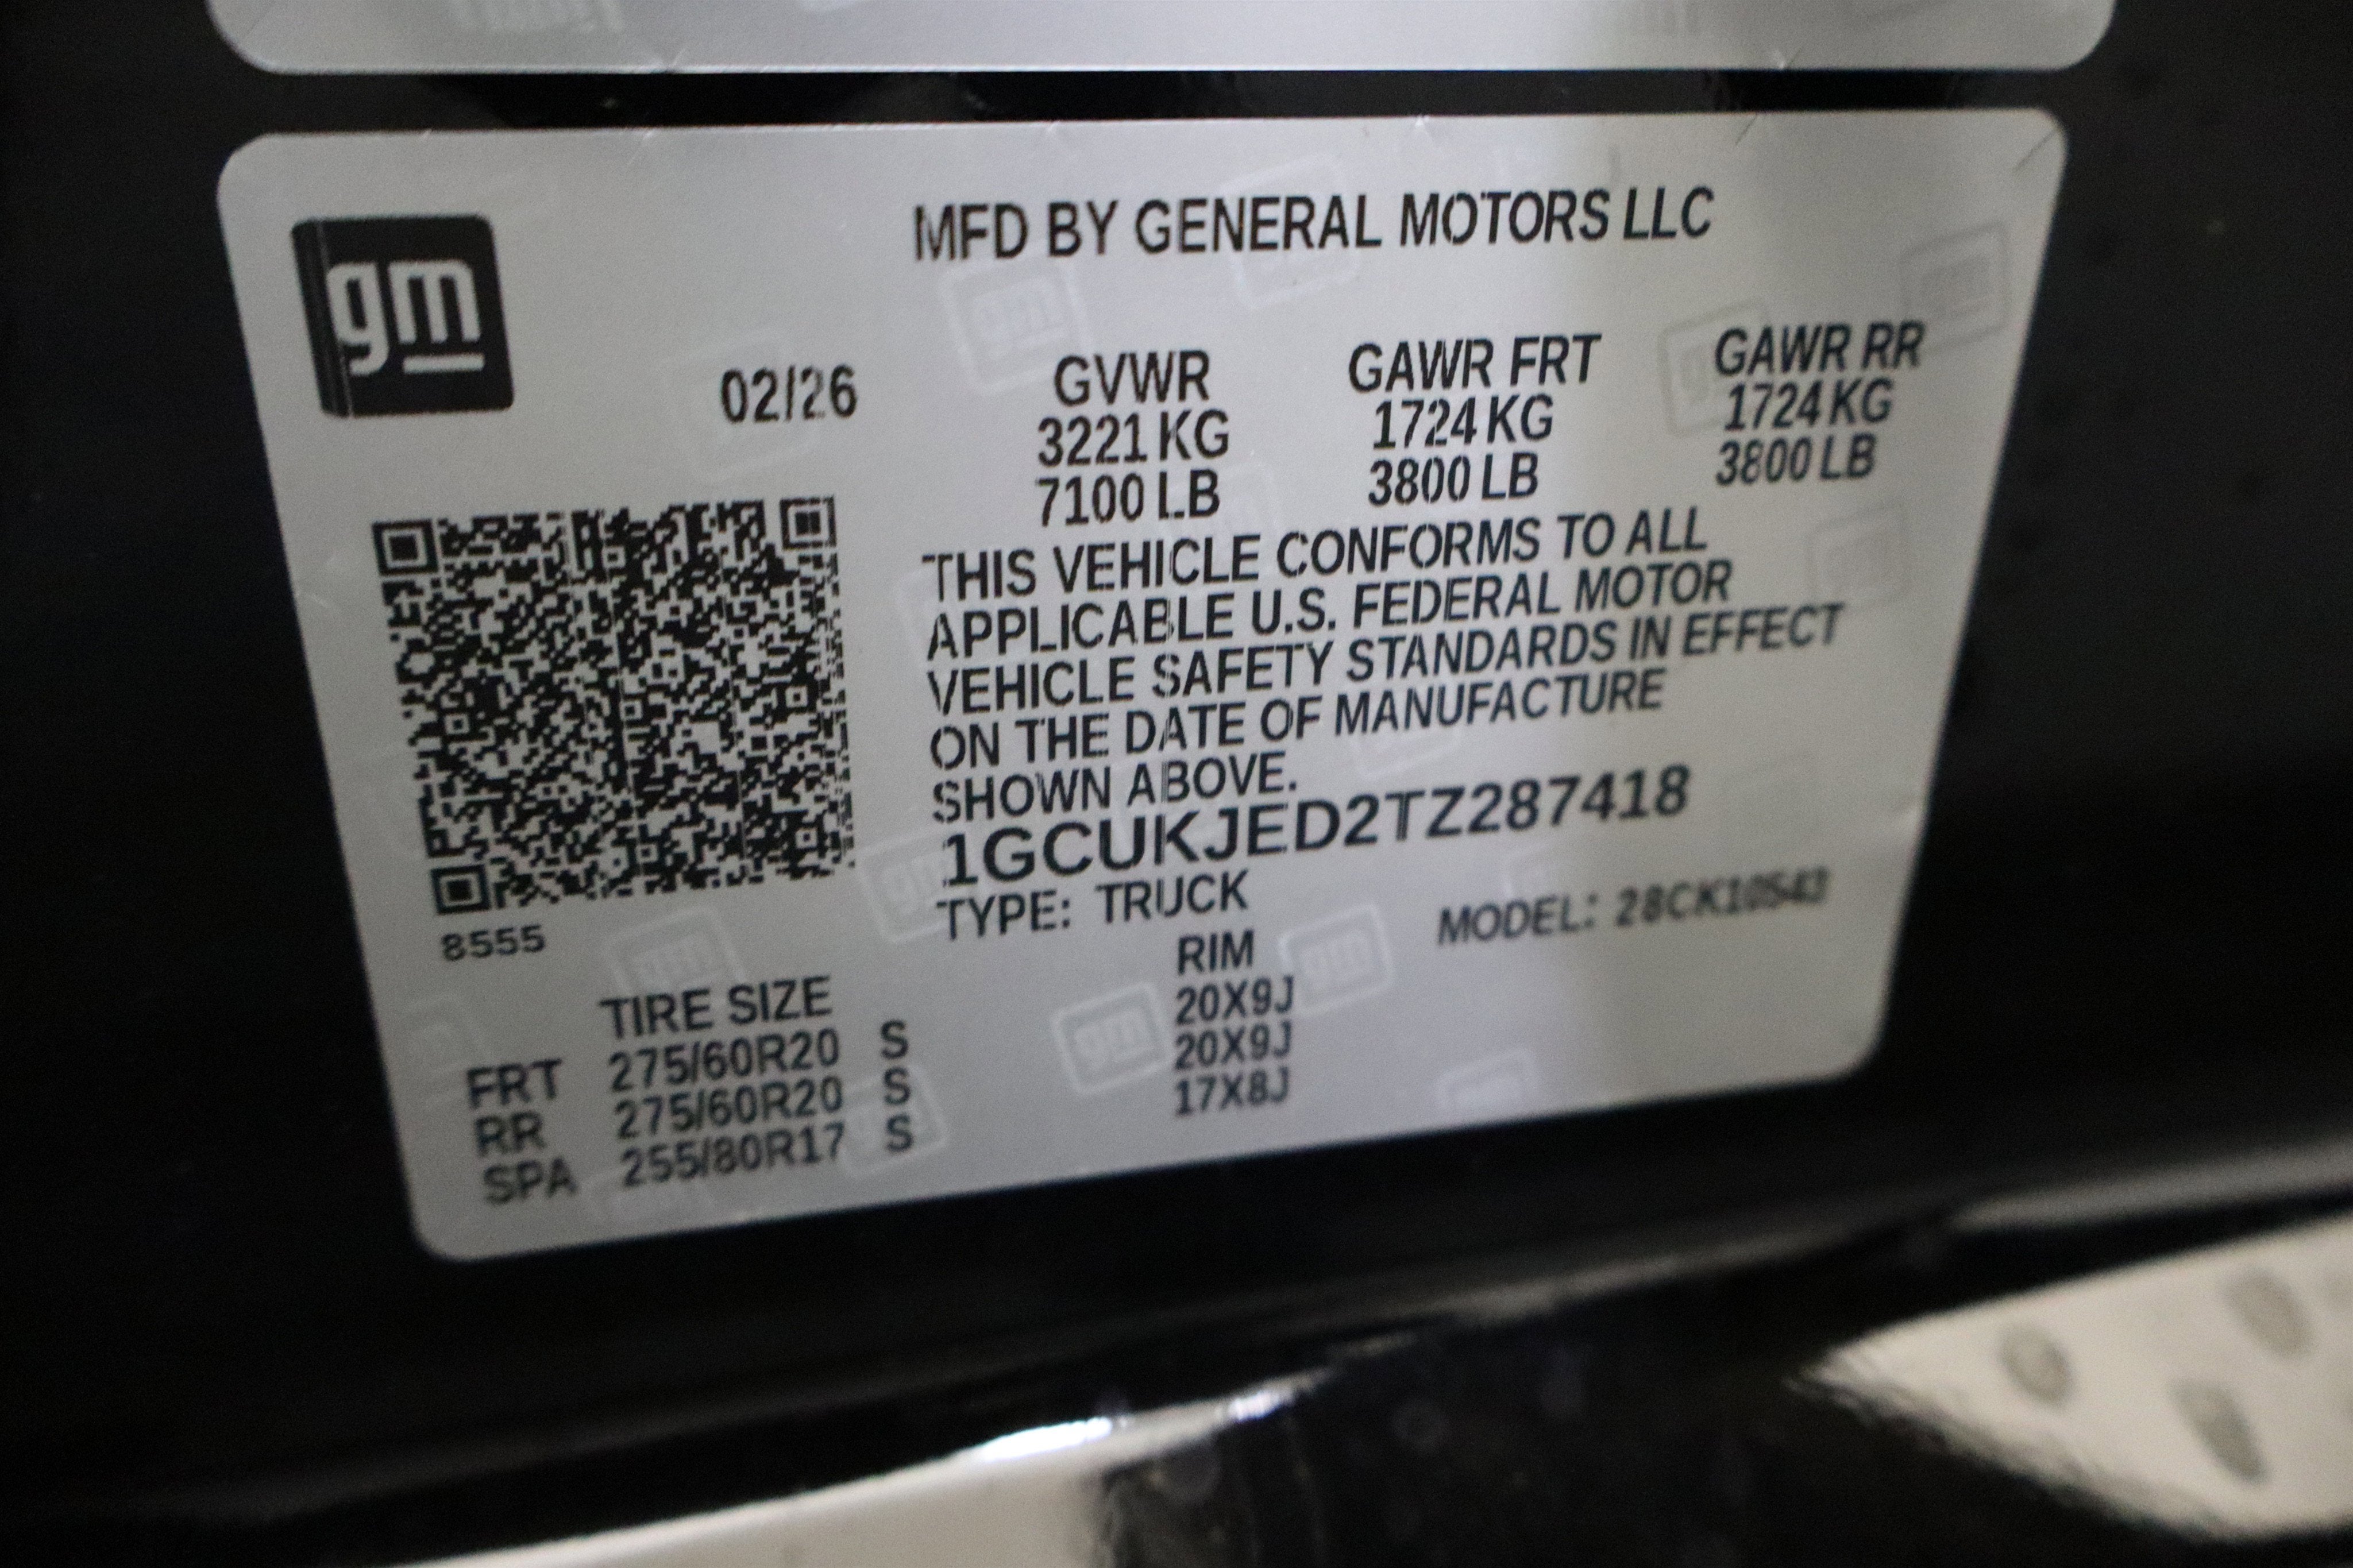 gm
MFD BY GENERAL MOTORS LLC
02/26
GVWR GAWR FRT GAWR RR
3221 KG 1724 KG 1724 KG
7100 LB 3800 LB 3800 LB
THIS VEHICLE CONFORMS TO ALL
APPLICABLE U.S. FEDERAL MOTOR
VEHICLE SAFETY STANDARDS IN EFFECT
ON THE DATE OF MANUFACTURE
SHOWN ABOVE.
1GCUKJED2TZ287418
TYPE: TRUCK MODEL: 28CK10543
8555
TIRE SIZE RIM
FRT 275/60R20 S 20X9J
RR 275/60R20 S 20X9J
SPA 255/80R17 S 17X8J